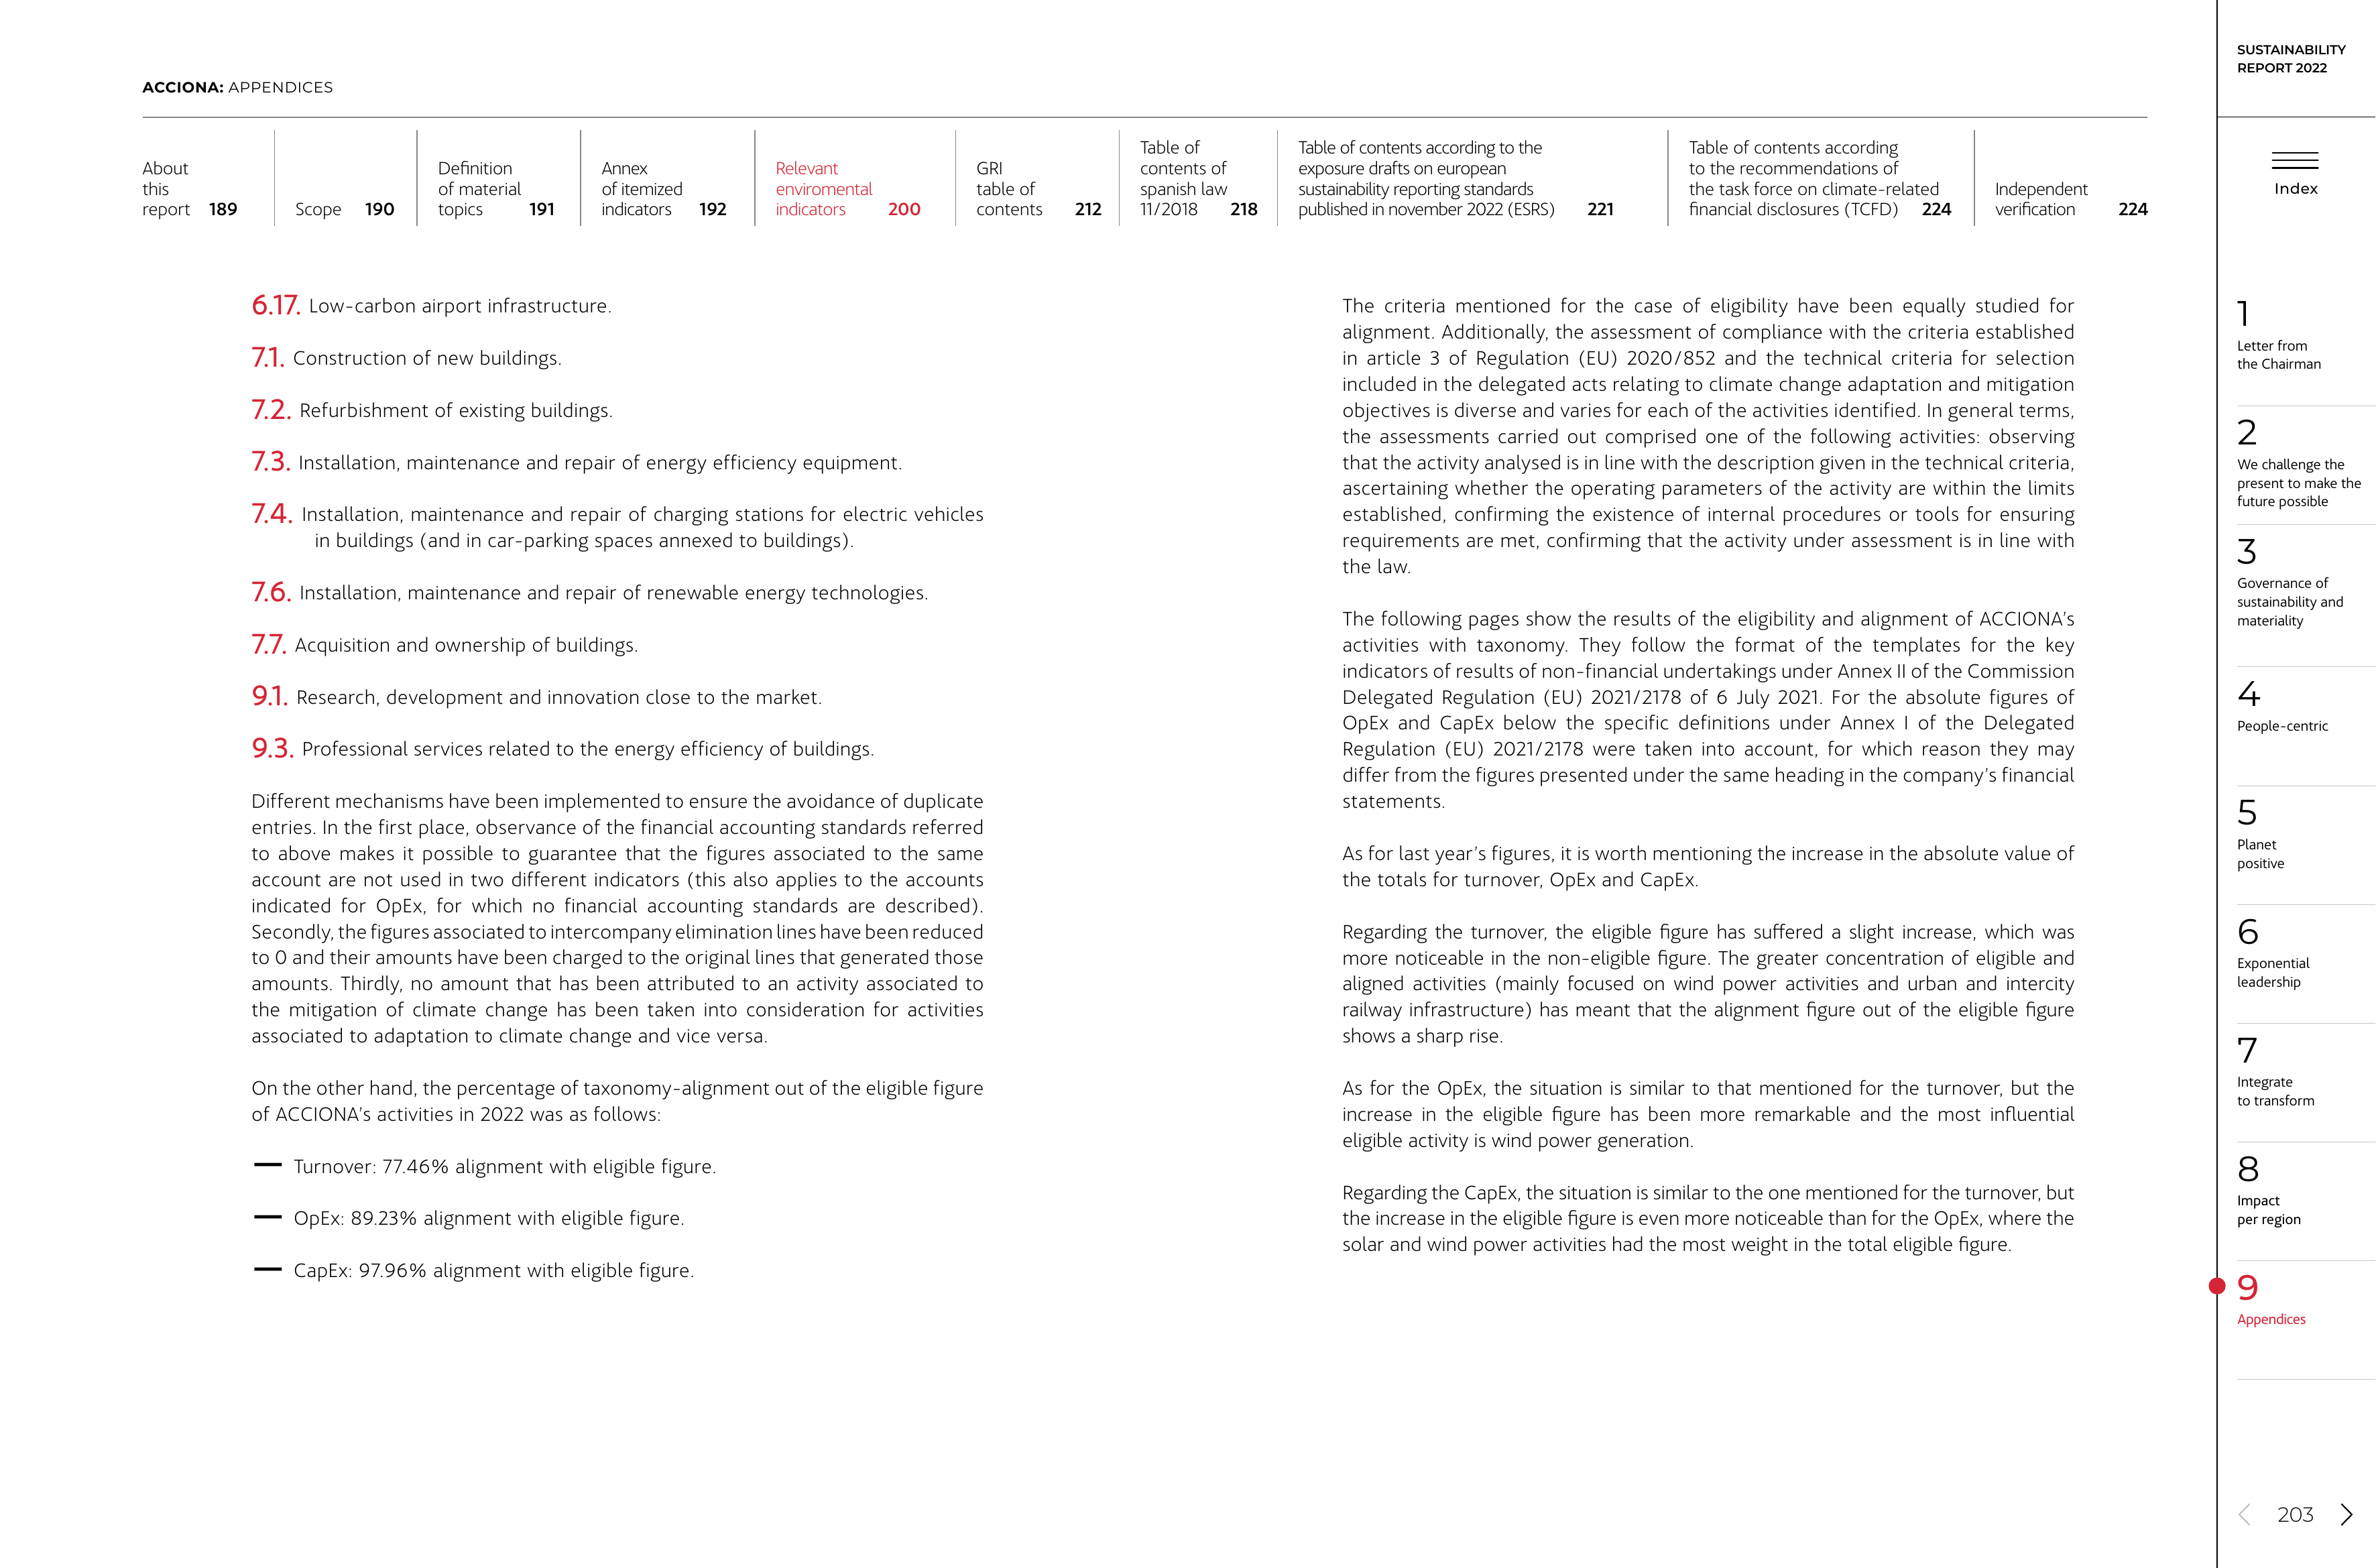 ACCIONA: APPENDICES
About
this
report 189
Scope 190
Definition
of material
topics 191
Annex
of itemized
indicators 192
Relevant
enviromental
indicators 200
GRI
table of
contents 212
Table of
contents of
spanish law
11/2018 218
Table of contents according to the
exposure drafts on european
sustainability reporting standards
published in november 2022 (ESRS) 221
Table of contents according
to the recommendations of
the task force on climate-related
financial disclosures (TCFD) 224
Independent
verification 224
6.17. Low-carbon airport infrastructure.
7.1. Construction of new buildings.
7.2. Refurbishment of existing buildings.
7.3. Installation, maintenance and repair of energy efficiency equipment.
7.4. Installation, maintenance and repair of charging stations for electric vehicles
in buildings (and in car-parking spaces annexed to buildings).
7.6. Installation, maintenance and repair of renewable energy technologies.
7.7. Acquisition and ownership of buildings.
9.1. Research, development and innovation close to the market.
9.3. Professional services related to the energy efficiency of buildings.
Different mechanisms have been implemented to ensure the avoidance of duplicate
entries. In the first place, observance of the financial accounting standards referred
to above makes it possible to guarantee that the figures associated to the same
account are not used in two different indicators (this also applies to the accounts
indicated for OpEx, for which no financial accounting standards are described).
Secondly, the figures associated to intercompany elimination lines have been reduced
to 0 and their amounts have been charged to the original lines that generated those
amounts. Thirdly, no amount that has been attributed to an activity associated to
the mitigation of climate change has been taken into consideration for activities
associated to adaptation to climate change and vice versa.
On the other hand, the percentage of taxonomy-alignment out of the eligible figure
of ACCIONA's activities in 2022 was as follows:
— Turnover: 77.46% alignment with eligible figure.
— OpEx: 89.23% alignment with eligible figure.
— CapEx: 97.96% alignment with eligible figure.
The criteria mentioned for the case of eligibility have been equally studied for
alignment. Additionally, the assessment of compliance with the criteria established
in article 3 of Regulation (EU) 2020/852 and the technical criteria for selection
included in the delegated acts relating to climate change adaptation and mitigation
objectives is diverse and varies for each of the activities identified. In general terms,
the assessments carried out comprised one of the following activities: observing
that the activity analysed is in line with the description given in the technical criteria,
ascertaining whether the operating parameters of the activity are within the limits
established, confirming the existence of internal procedures or tools for ensuring
requirements are met, confirming that the activity under assessment is in line with
the law.
The following pages show the results of the eligibility and alignment of ACCIONA's
activities with taxonomy. They follow the format of the templates for the key
indicators of results of non-financial undertakings under Annex II of the Commission
Delegated Regulation (EU) 2021/2178 of 6 July 2021. For the absolute figures of
OpEx and CapEx below the specific definitions under Annex I of the Delegated
Regulation (EU) 2021/2178 were taken into account, for which reason they may
differ from the figures presented under the same heading in the company's financial
statements.
As for last year's figures, it is worth mentioning the increase in the absolute value of
the totals for turnover, OpEx and CapEx.
Regarding the turnover, the eligible figure has suffered a slight increase, which was
more noticeable in the non-eligible figure. The greater concentration of eligible and
aligned activities (mainly focused on wind power activities and urban and intercity
railway infrastructure) has meant that the alignment figure out of the eligible figure
shows a sharp rise.
As for the OpEx, the situation is similar to that mentioned for the turnover, but the
increase in the eligible figure has been more remarkable and the most influential
eligible activity is wind power generation.
Regarding the CapEx, the situation is similar to the one mentioned for the turnover, but
the increase in the eligible figure is even more noticeable than for the OpEx, where the
solar and wind power activities had the most weight in the total eligible figure.
SUSTAINABILITY
REPORT 2022
Index
1
Letter from
the Chairman
2
We challenge the
present to make the
future possible
3
Governance of
sustainability and
materiality
4
People-centric
5
Planet
positive
6
Exponential
leadership
7
Integrate
to transform
8
Impact
per region
9
Appendices
203